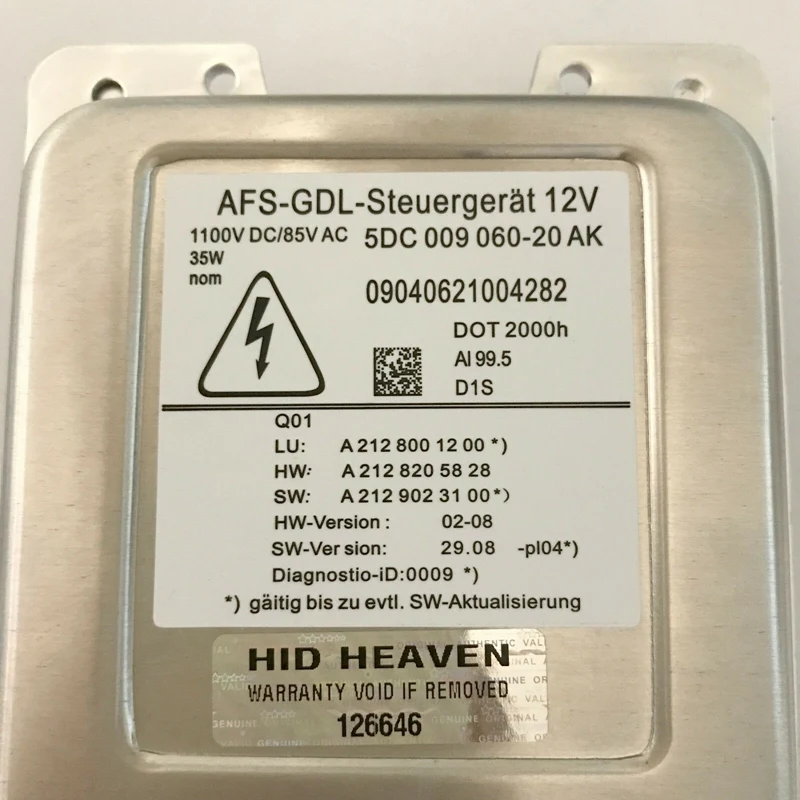 AFS-GDL-Steuergerät 12V
1100V DC/85V AC 5DC 009 060-20 AK
35W
nom
09040621004282
DOT 2000h
Al 99.5
D1S
Q01
LU: A 212 800 12 00 *)
HW: A 212 820 58 28
SW: A 212 902 31 00*)
HW-Version : 02-08
SW-Ver sion: 29.08 -pl04*)
Diagnostio-iD:0009 *)
*) gäitig bis zu evtl. SW-Aktualisierung
HID HEAVEN
WARRANTY VOID IF REMOVED
126646